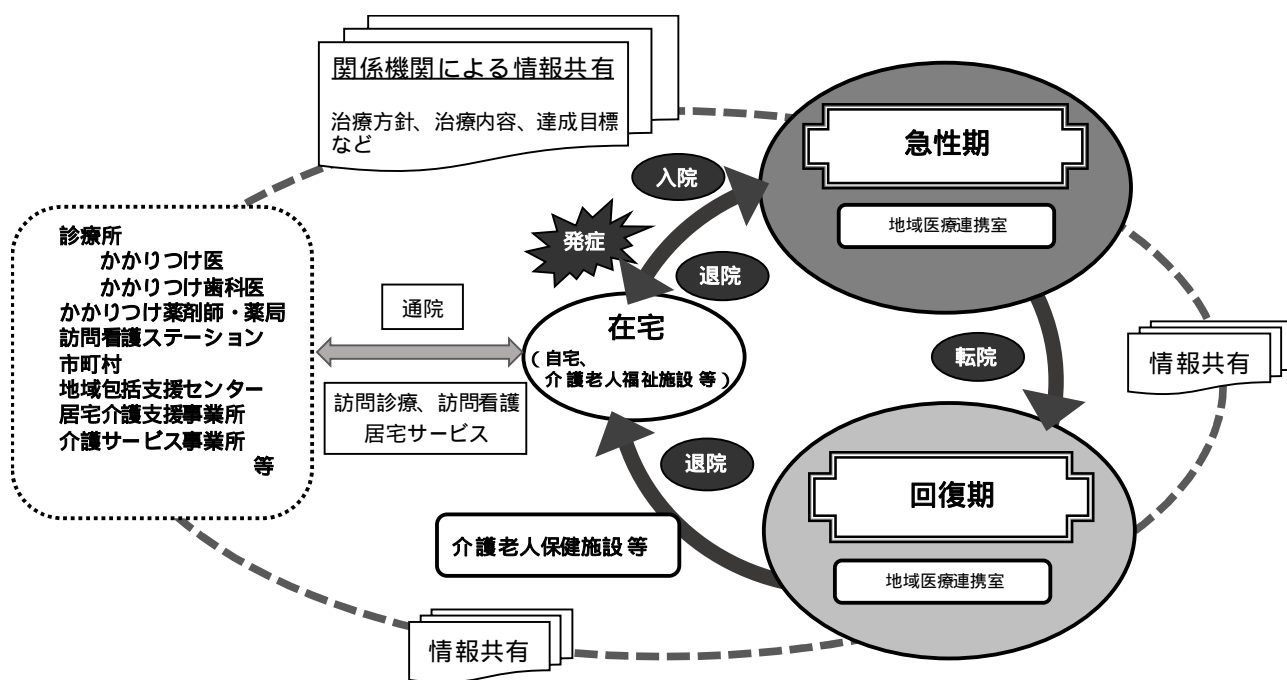 関係機関による情報共有
治療方針、治療内容、達成目標
など
急性期
地域医療連携室
入院
発症
退院
診療所
かかりつけ医
かかりつけ歯科医
かかりつけ薬剤師・薬局
訪問看護ステーション
市町村
地域包括支援センター
居宅介護支援事業所
介護サービス事業所
等
通院
訪問診療、訪問看護
居宅サービス
在宅
(自宅、
介護老人福祉施設等)
転院
情報共有
退院
回復期
地域医療連携室
介護老人保健施設等
情報共有